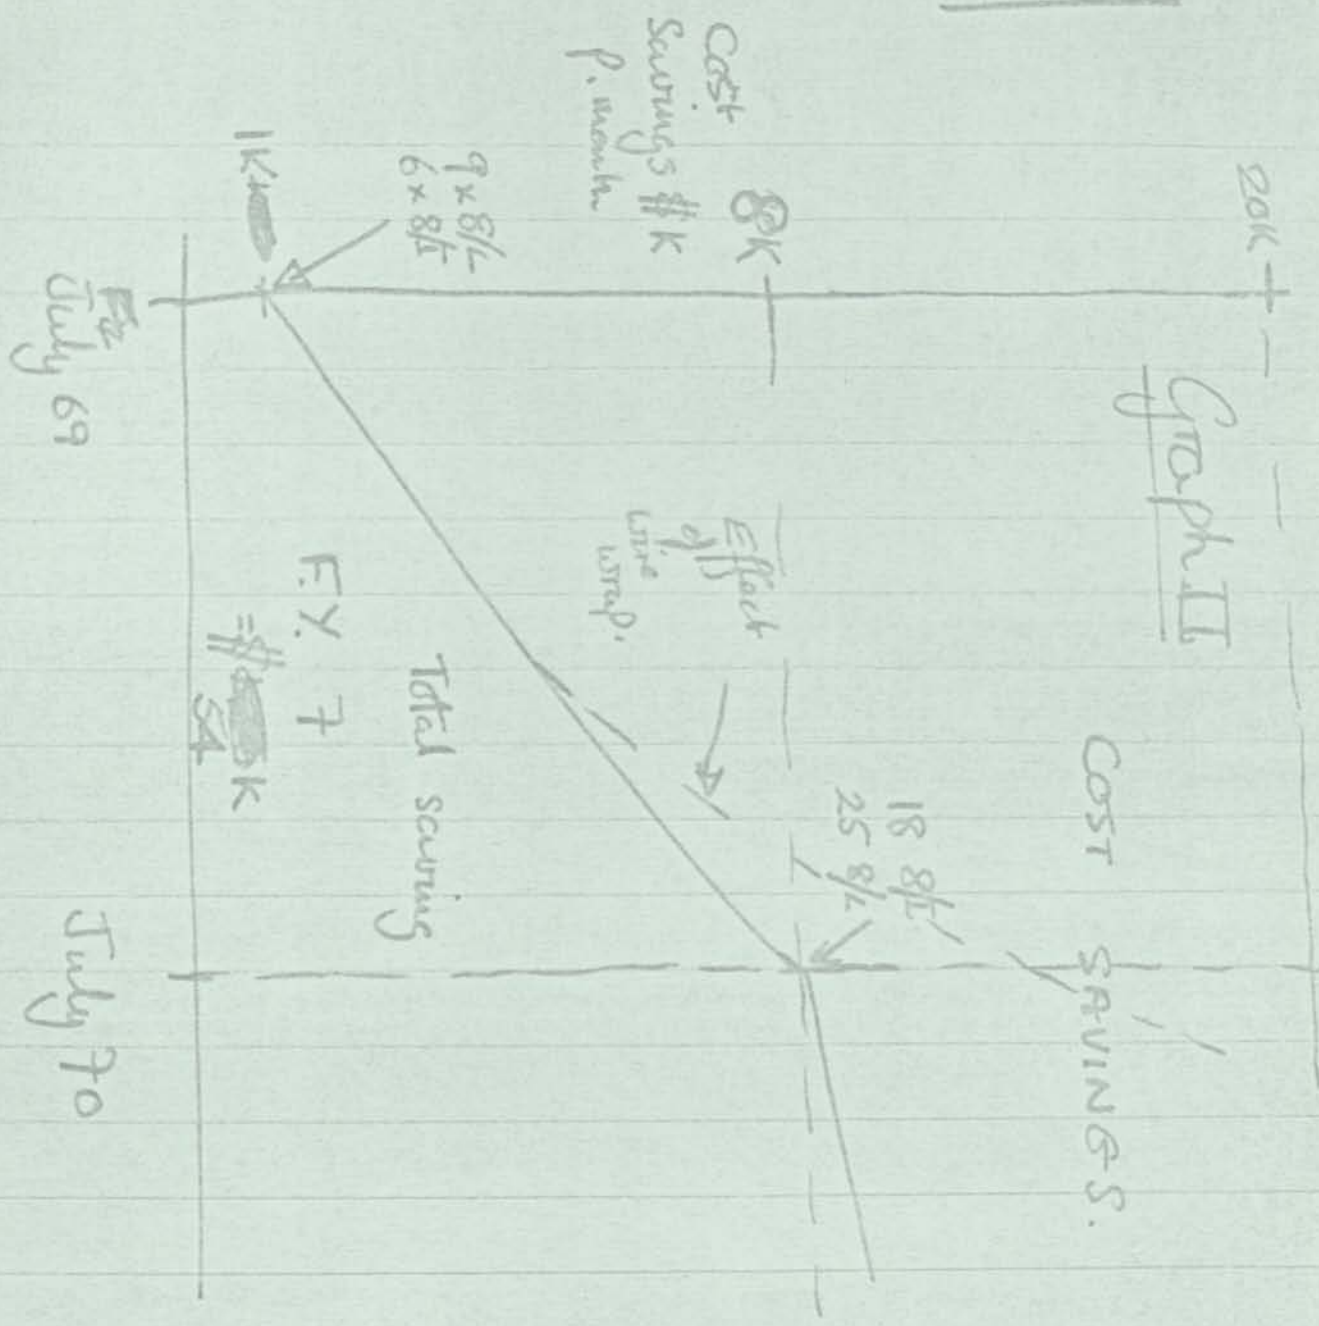 Graph II
COST SAVINGS.
20K
8K
Cost
Savings $ K
p. month
18 8/I
25 8/L
Effect
of
wire
wrap.
9 x 8/L
6 x 8/I
Total saving
F.Y. 7
= $ K
54
1K
July 69
July 70